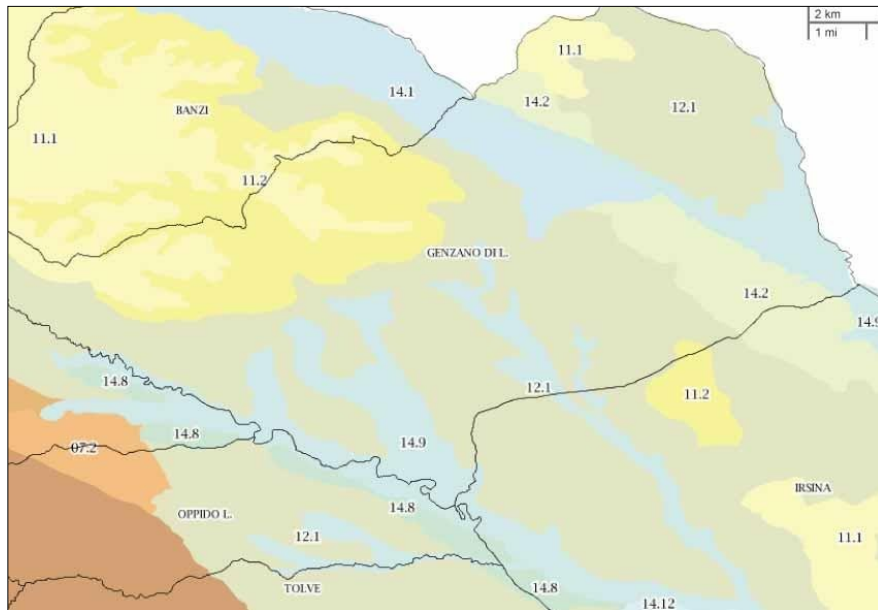 2 km
1 mi
11.1
14.1
14.2
12.1
BANZI
11.1
11.2
GENZANO DI L.
14.2
14.9
14.8
12.1
11.2
14.8
07.2
14.9
IRSINA
14.8
OPPIDO L.
12.1
11.1
TOLVE
14.8
14.12